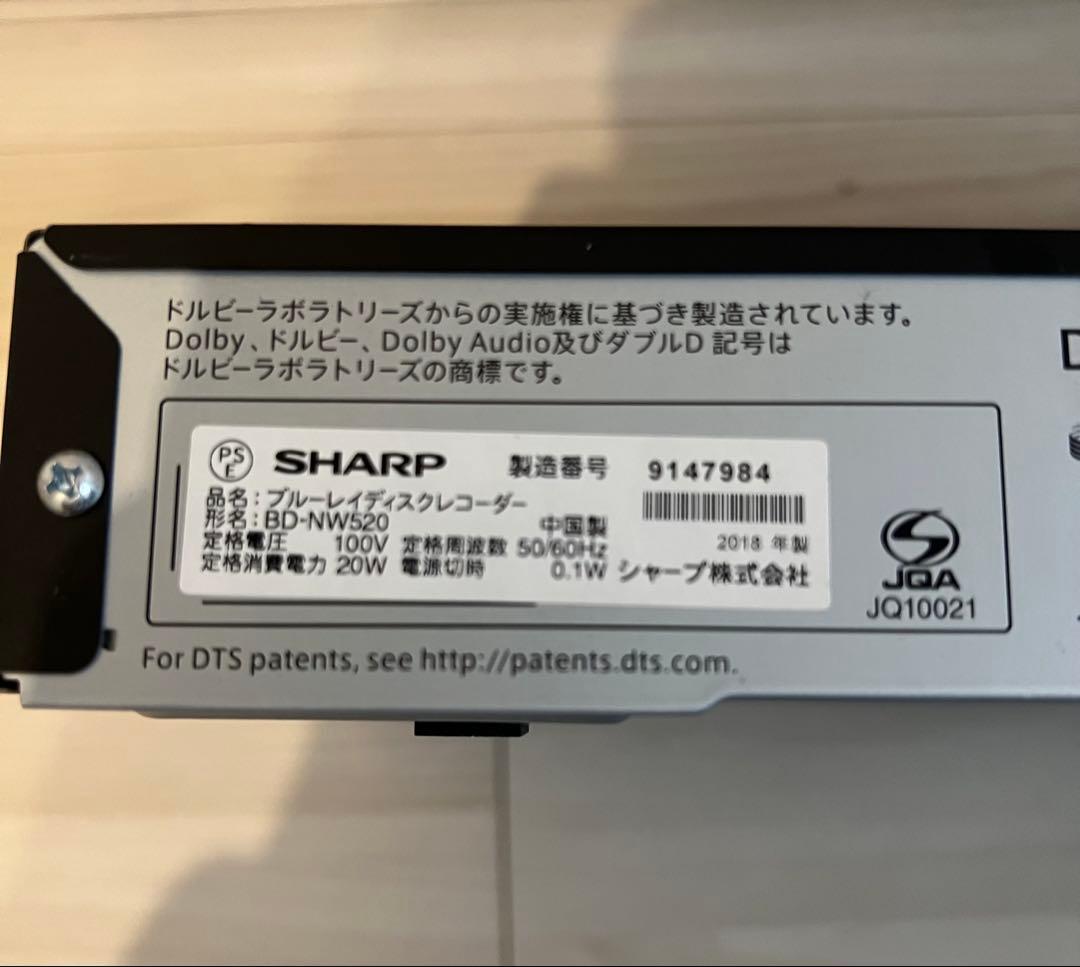 ドルビーラボラトリーズからの実施権に基づき製造されています。
Dolby、ドルビー、Dolby Audio及びダブルD 記号は
ドルビーラボラトリーズの商標です。
PSE SHARP 製造番号 9147984
品名:ブルーレイディスクレコーダー
形名:BD-NW520 中国製
定格電圧 100V 定格周波数 50/60Hz 2018 年製
定格消費電力 20W 電源切時 0.1W シャープ株式会社
JQA
JQ10021
For DTS patents, see http://patents.dts.com.